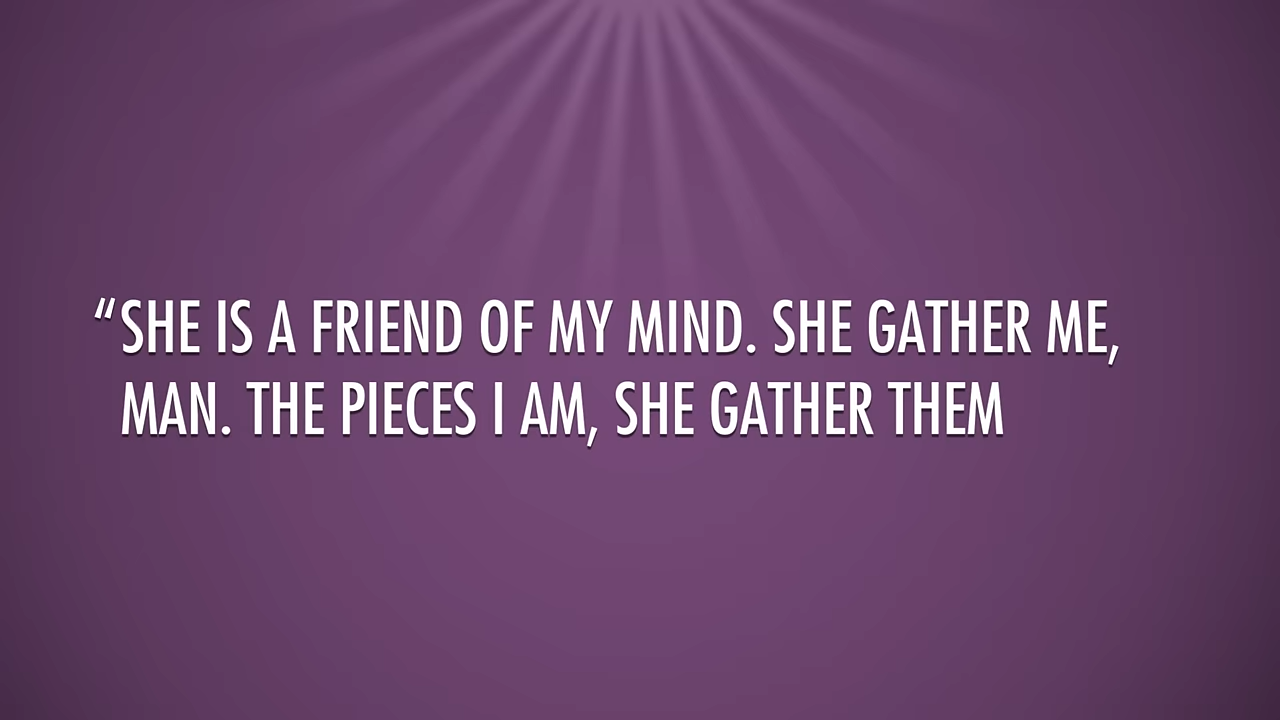 “SHE IS A FRIEND OF MY MIND. SHE GATHER ME,
MAN. THE PIECES I AM, SHE GATHER THEM